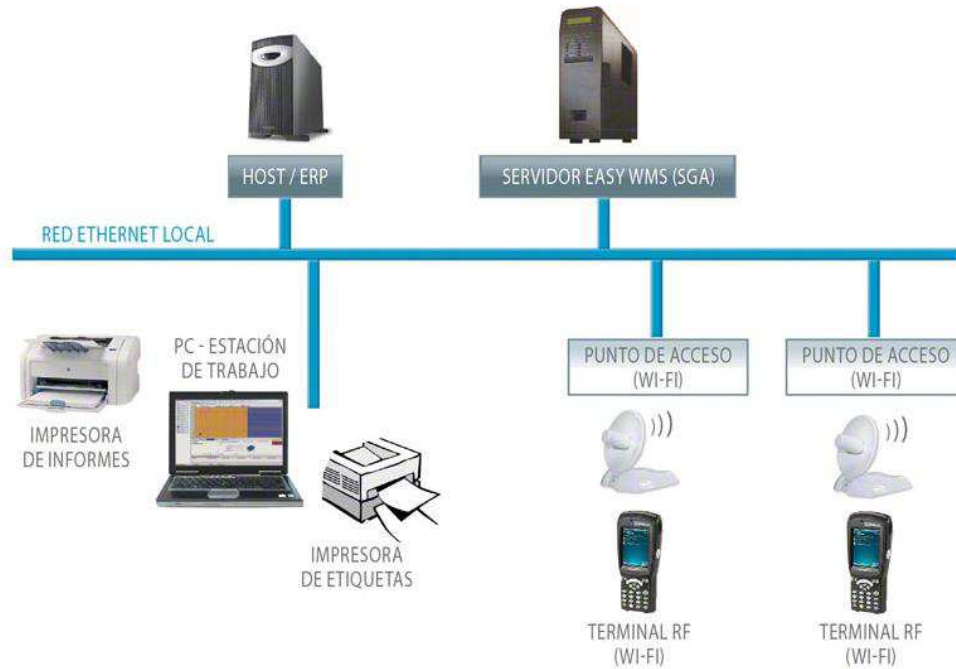 HOST / ERP
SERVIDOR EASY WMS (SGA)
RED ETHERNET LOCAL
PC - ESTACIÓN
DE TRABAJO
IMPRESORA
DE INFORMES
IMPRESORA
DE ETIQUETAS
PUNTO DE ACCESO
(WI-FI)
PUNTO DE ACCESO
(WI-FI)
TERMINAL RF
(WI-FI)
TERMINAL RF
(WI-FI)